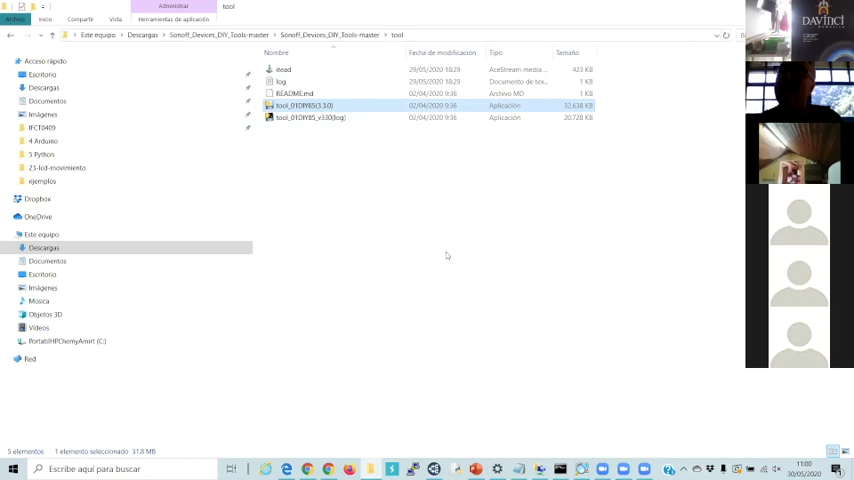 Administrar
tool
Archivo
Inicio
Compartir
Vista
Herramientas de aplicación
Este equipo
Descargas
Sonoff_Devices_DIY_Tools-master
Sonoff_Devices_DIY_Tools-master
tool
Nombre
Fecha de modificación
Tipo
Tamaño
itead
29/05/2020 18:29
AceStream media ...
423 KB
log
29/05/2020 18:29
Documento de tex...
1 KB
README.md
02/04/2020 9:36
Archivo MD
1 KB
tool_01DIY85(3.3.0)
02/04/2020 9:36
Aplicación
32.638 KB
tool_01DIY85_v330(log)
02/04/2020 9:36
Aplicación
20.728 KB
Acceso rápido
Escritorio
Descargas
Documentos
Imágenes
IFCT0409
4 Arduino
5 Python
23-lcd-movimiento
ejemplos
Dropbox
OneDrive
Este equipo
Descargas
Documentos
Escritorio
Imágenes
Música
Objetos 3D
Vídeos
PortatilHPChemyAmirt (C:)
Red
DAVINCI
5 elementos
1 elemento seleccionado 31,8 MB
Escribe aquí para buscar
11:00
30/05/2020